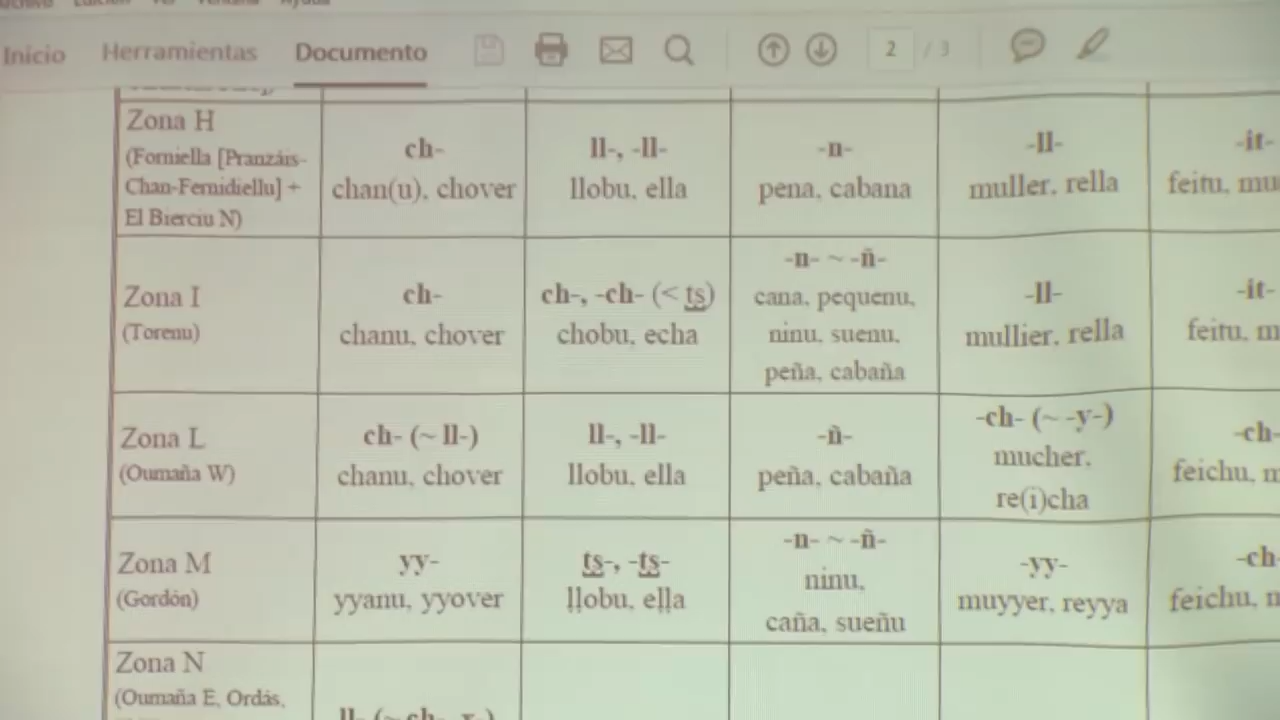 Inicio Herramientas Documento 2 / 3
Zona H
(Forniella [Pranzáis-
Chan-Fernidiellu] +
El Bierciu N)
ch-
chan(u), chover
ll-, -ll-
llobu, ella
-n-
pena, cabana
-ll-
muller, rella
-it-
feitu,
Zona I
(Torenu)
ch-
chanu, chover
ch-, -ch- (< ts)
chobu, echa
-n- ~ -ñ-
cana, pequenu,
ninu, suenu,
peña, cabaña
-ll-
mullier, rella
-it-
feitu,
Zona L
(Oumaña W)
ch- (~ ll-)
chanu, chover
ll-, -ll-
llobu, ella
-ñ-
peña, cabaña
-ch- (~ -y-)
mucher,
re(i)cha
-ch-
feichu,
Zona M
(Gordón)
yy-
yyanu, yyover
ts-, -ts-
ḷḷobu, eḷḷa
-n- ~ -ñ-
ninu,
caña, sueñu
-yy-
muyyer, reyya
-ch-
feichu,
Zona N
(Oumaña E, Ordás,